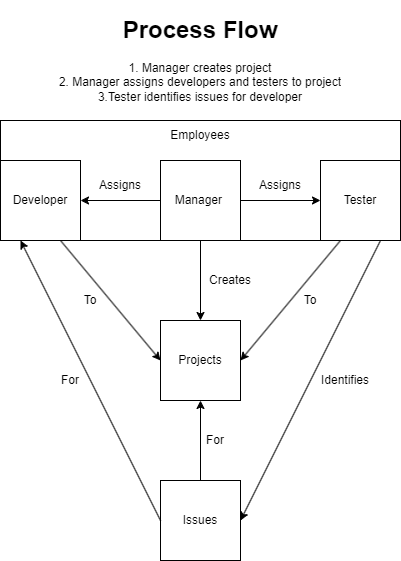 Process Flow
1. Manager creates project
2. Manager assigns developers and testers to project
3.Tester identifies issues for developer
Employees
Developer
Assigns
Manager
Assigns
Tester
To
Creates
To
Projects
For
Identifies
For
Issues